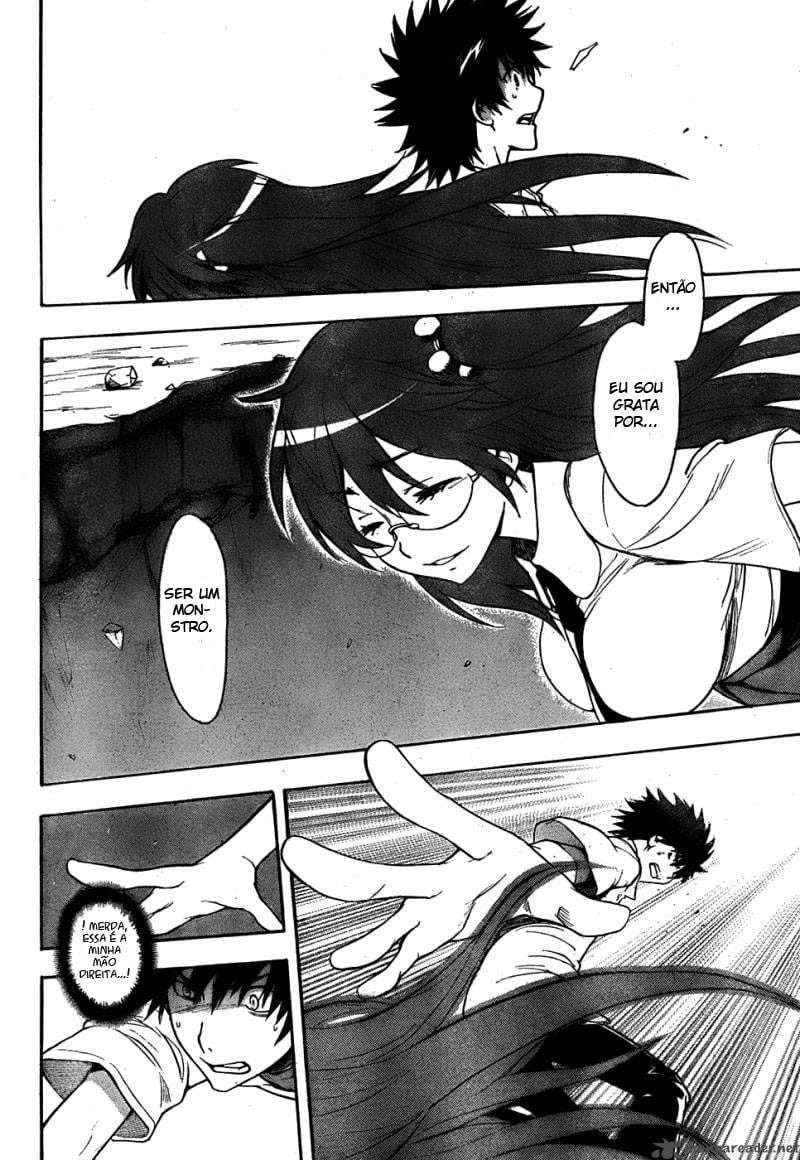 ENTÃO
...
EU SOU
GRATA
POR...
SER UM
MON-
STRO.
! MERDA,
ESSA É A
MINHA
MÃO
DIREITA...!